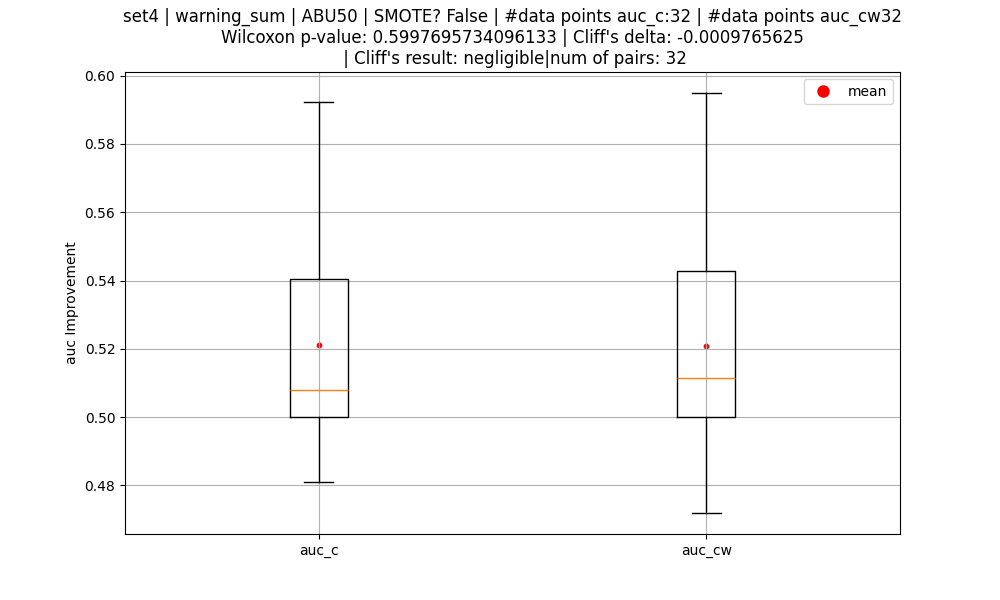 set4 | warning_sum | ABU50 | SMOTE? False | #data points auc_c:32 | #data points auc_cw32
Wilcoxon p-value: 0.5997695734096133 | Cliff's delta: -0.0009765625
| Cliff's result: negligible|num of pairs: 32
mean
0.60
0.58
0.56
0.54
0.52
0.50
0.48
auc Improvement
auc_c
auc_cw